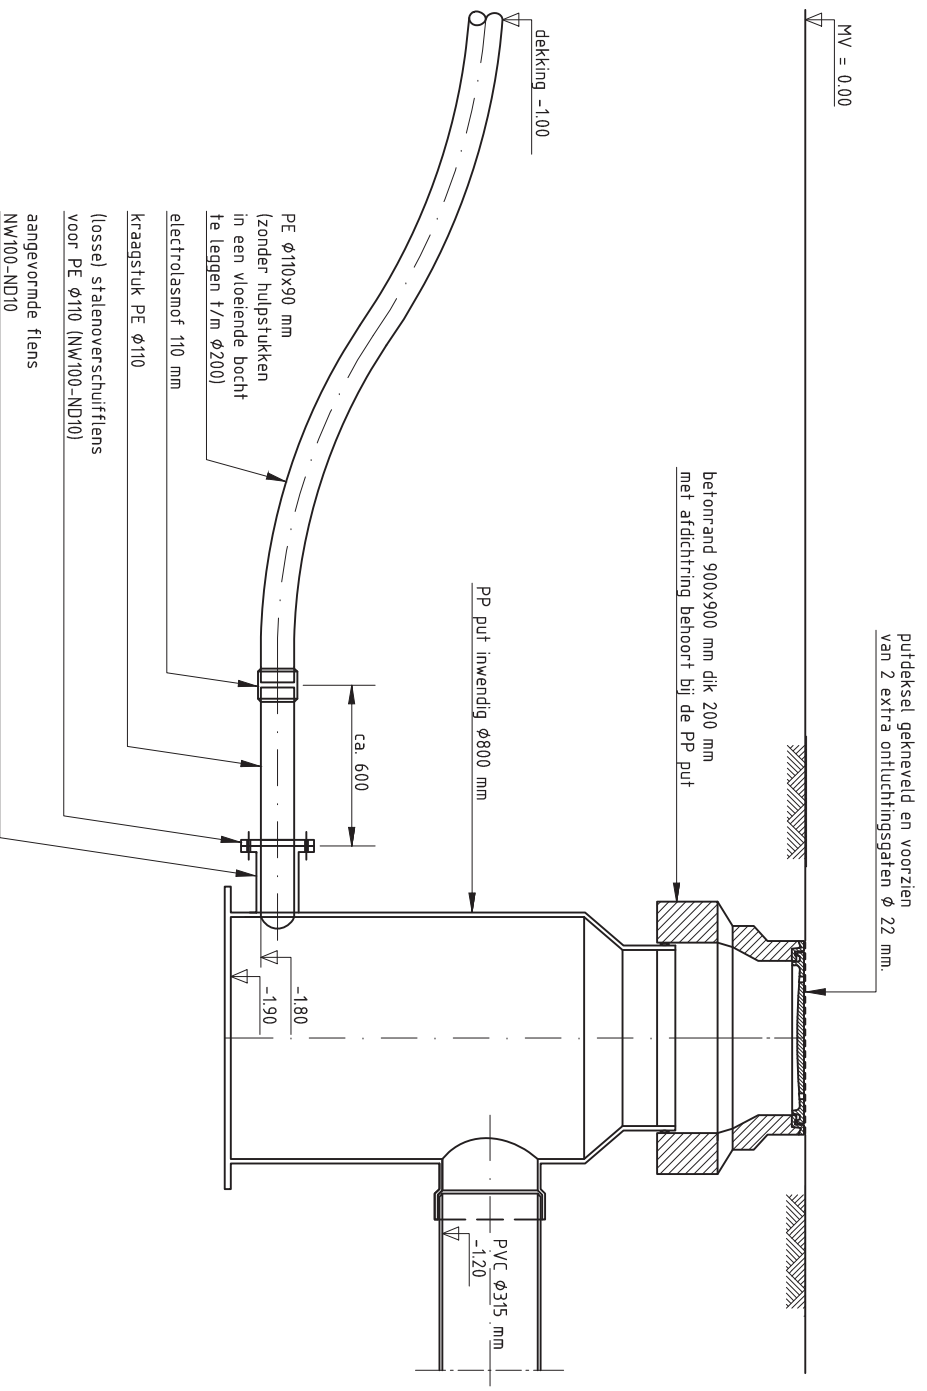 MV = 0.00
dekking -1.00
putdeksel gekneveld en voorzien
van 2 extra ontluchtingsgaten φ 22 mm.
betonrand 900x900 mm dik 200 mm
met afdichtring behoort bij de PP put
PP put inwendig φ800 mm
ca. 600
PE φ110x90 mm
(zonder hulpstukken
in een vloeiende bocht
te leggen t/m φ200)
electrolasmof 110 mm
kraagstuk PE φ110
(losse) stalenoverschuifflens
voor PE φ110 (NW100-ND10)
aangevormde flens
NW100-ND10
-1.80
-1.90
PVC φ315 mm
-1.20